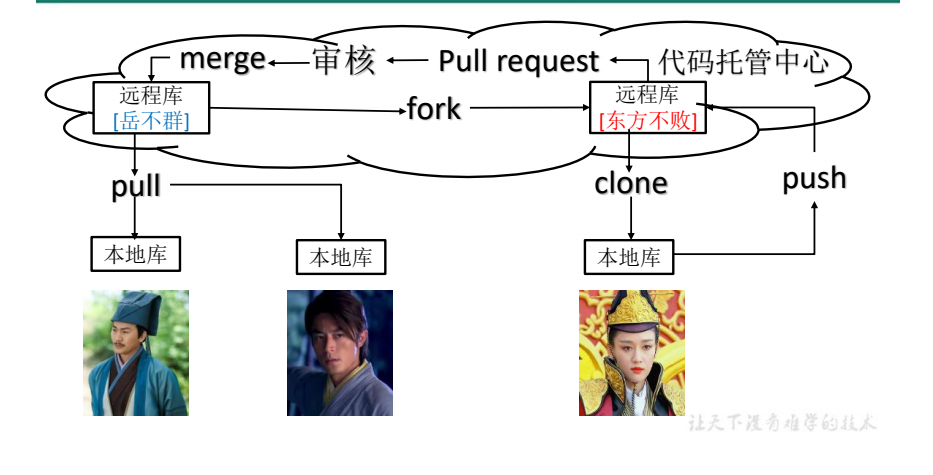 merge 审核 Pull request 代码托管中心
远程库
[岳不群]
fork
远程库
[东方不败]
pull
clone
push
本地库
本地库
本地库
让天下没有难学的技术